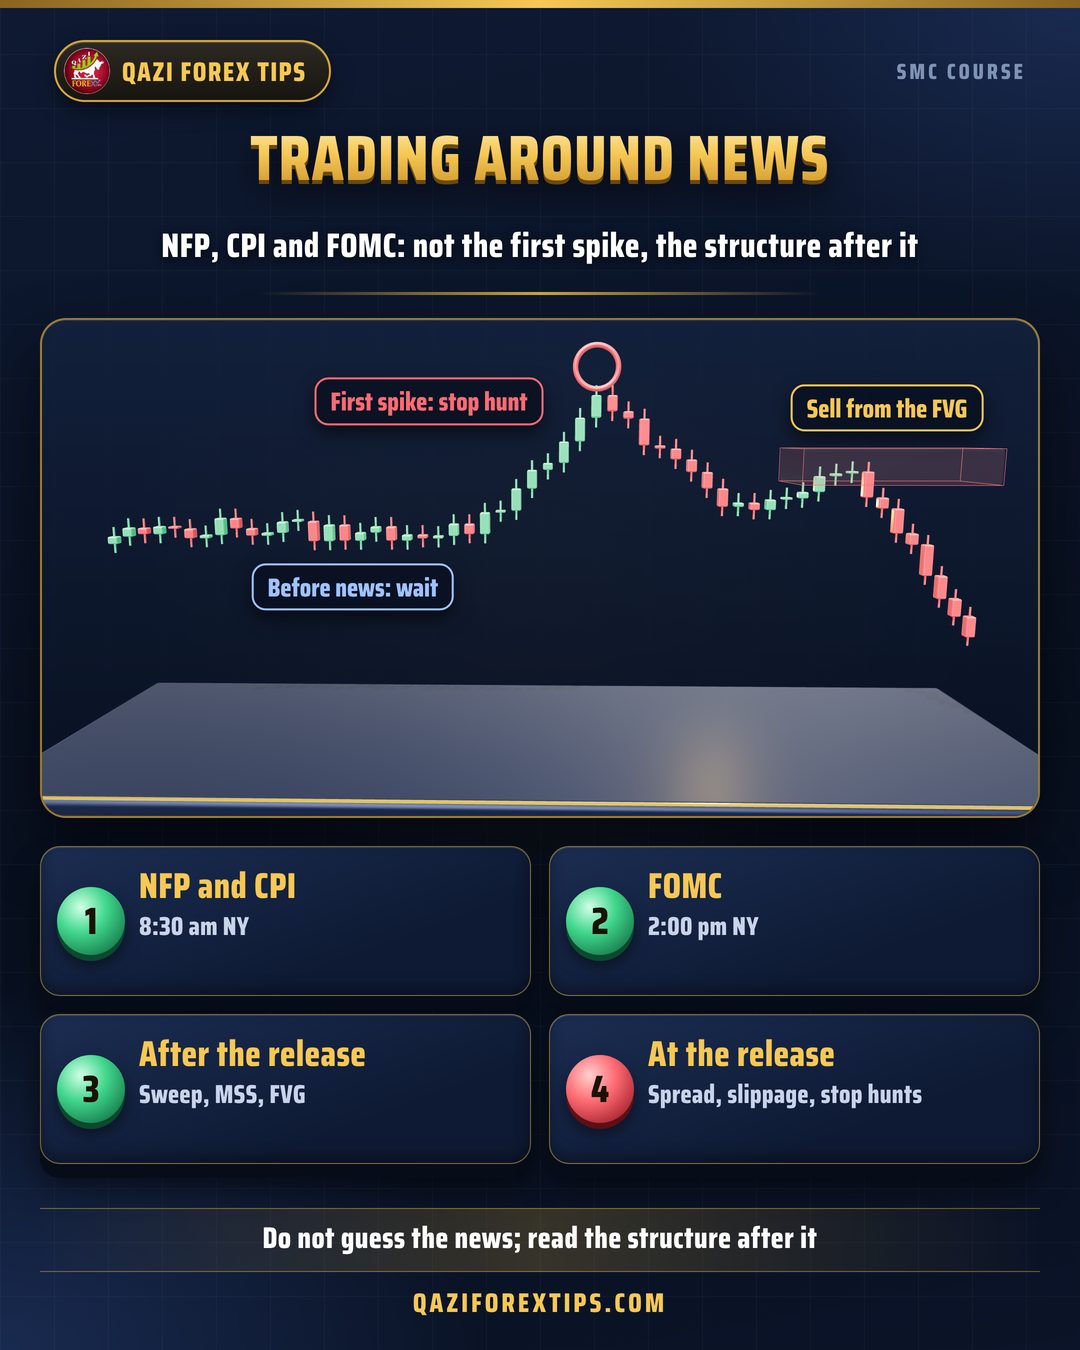 QAZI
FOREX
QAZI FOREX TIPS
SMC COURSE
TRADING AROUND NEWS
NFP, CPI and FOMC: not the first spike, the structure after it
First spike: stop hunt
Sell from the FVG
Before news: wait
1
NFP and CPI
8:30 am NY
2
FOMC
2:00 pm NY
3
After the release
Sweep, MSS, FVG
4
At the release
Spread, slippage, stop hunts
Do not guess the news; read the structure after it
QAZIFOREXTIPS.COM